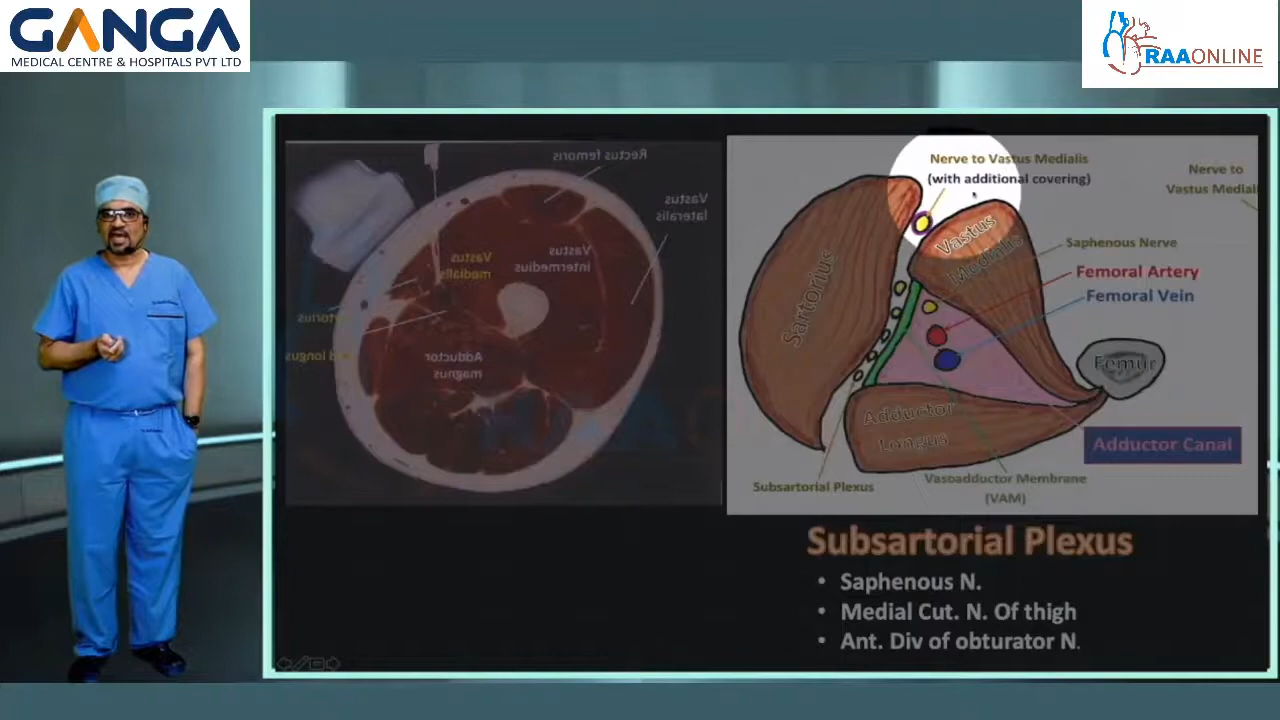 GANGA
MEDICAL CENTRE & HOSPITALS PVT LTD
RAAONLINE
Rectus femoris
Vastus
lateralis
Vastus
medialis
Vastus
intermedius
Adductor
magnus
longus
Nerve to Vastus Medialis
(with additional covering)
Nerve to
Vastus Medial
Sartorius
Vastus
Medialis
Saphenous Nerve
Femoral Artery
Femoral Vein
Femur
Adductor
Longus
Adductor Canal
Subsartorial Plexus
Vasoadductor Membrane
(VAM)
Subsartorial Plexus
• Saphenous N.
• Medial Cut. N. Of thigh
• Ant. Div of obturator N.